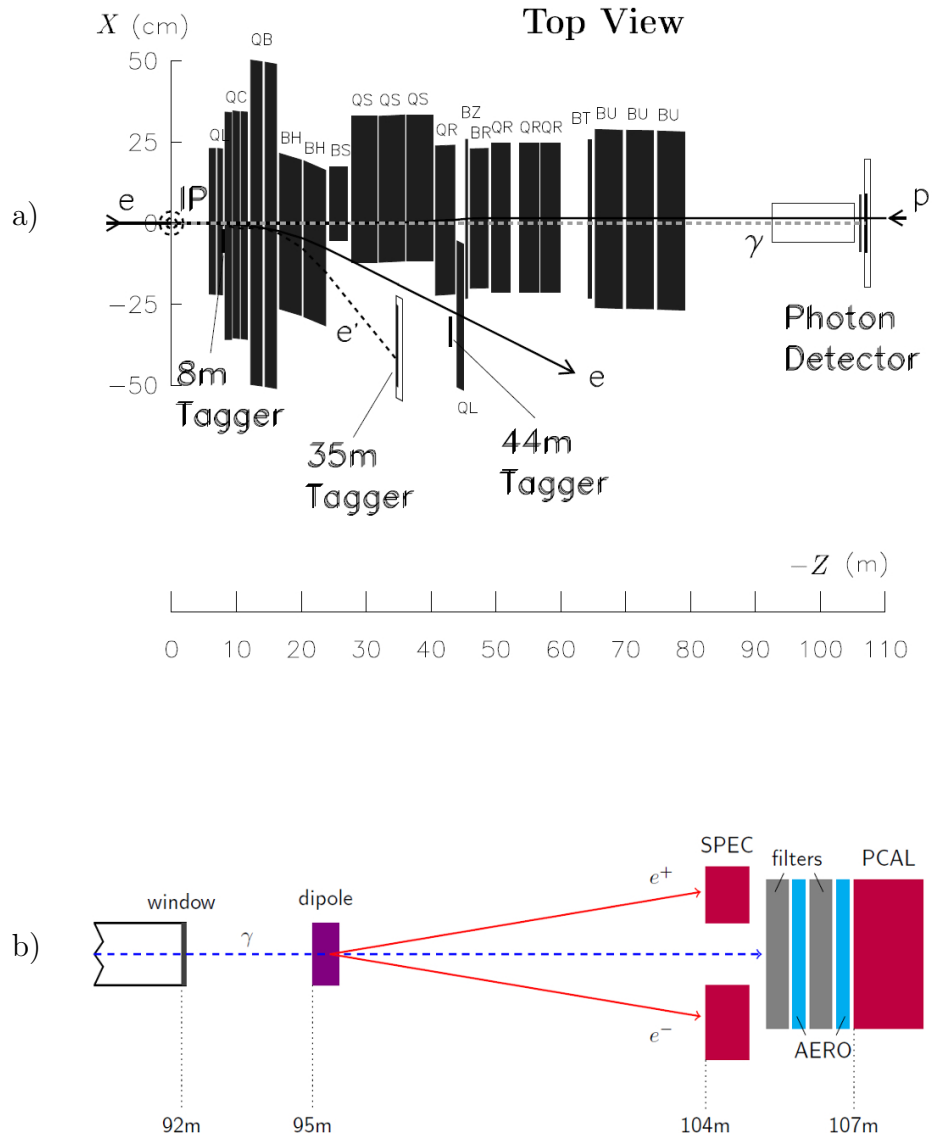 Top View
X (cm)
QB
50
QC
QS QS QS
BZ
BT BU BU BU
QL
BH
BH
BS
QR
BR
QR
QRQR
25
e
IP
0
p
γ
-25
e'
Photon
Detector
-50
8m
Tagger
e
QL
35m
Tagger
44m
Tagger
a)
-Z (m)
0 10 20 30 40 50 60 70 80 90 100 110
b)
SPEC
filters
PCAL
window
dipole
e+
γ
e−
AERO
92m
95m
104m
107m